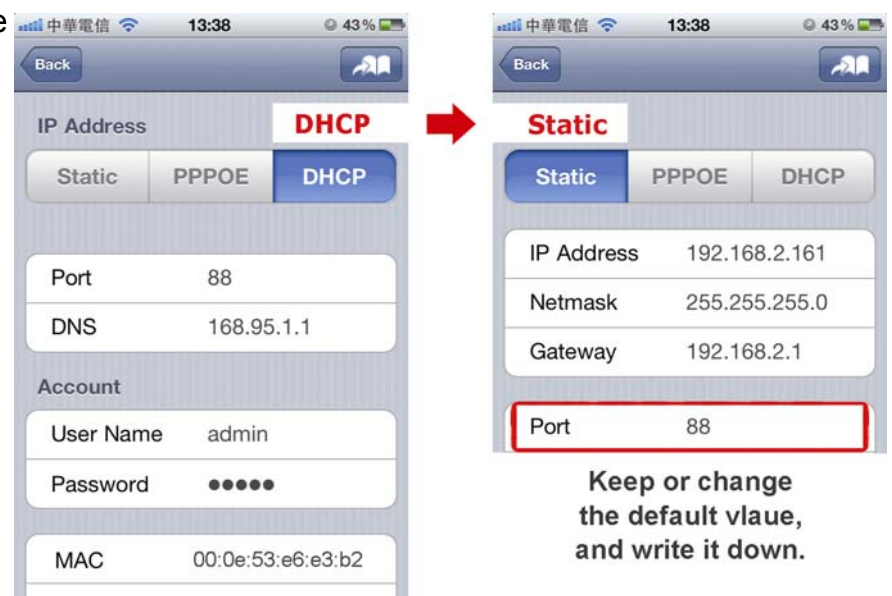 e
中華電信 13:38 43%
Back
IP Address DHCP
Static PPPOE DHCP
Port 88
DNS 168.95.1.1
Account
User Name admin
Password •••••
MAC 00:0e:53:e6:e3:b2
中華電信 13:38 43%
Back
Static
Static PPPOE DHCP
IP Address 192.168.2.161
Netmask 255.255.255.0
Gateway 192.168.2.1
Port 88
Keep or change
the default vlaue,
and write it down.